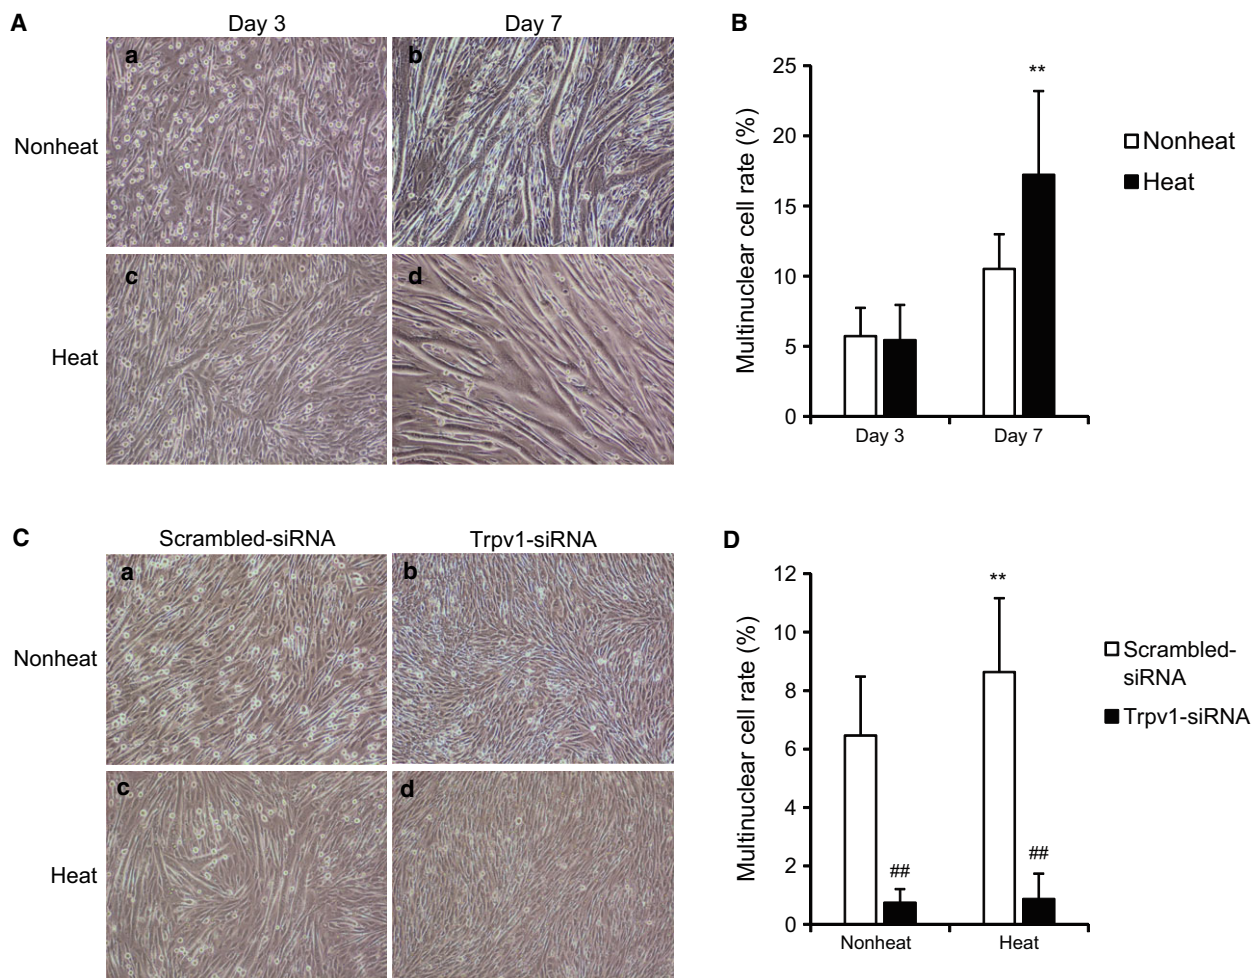 A
Day 3
Day 7
a
b
Nonheat
c
d
Heat
B
Multinuclear cell rate (%)
25
20
15
10
5
0
**
Day 3
Day 7
Nonheat
Heat
C
Scrambled-siRNA
Trpv1-siRNA
a
b
Nonheat
c
d
Heat
D
Multinuclear cell rate (%)
12
10
8
6
4
2
0
**
##
##
Nonheat
Heat
Scrambled-
siRNA
Trpv1-siRNA